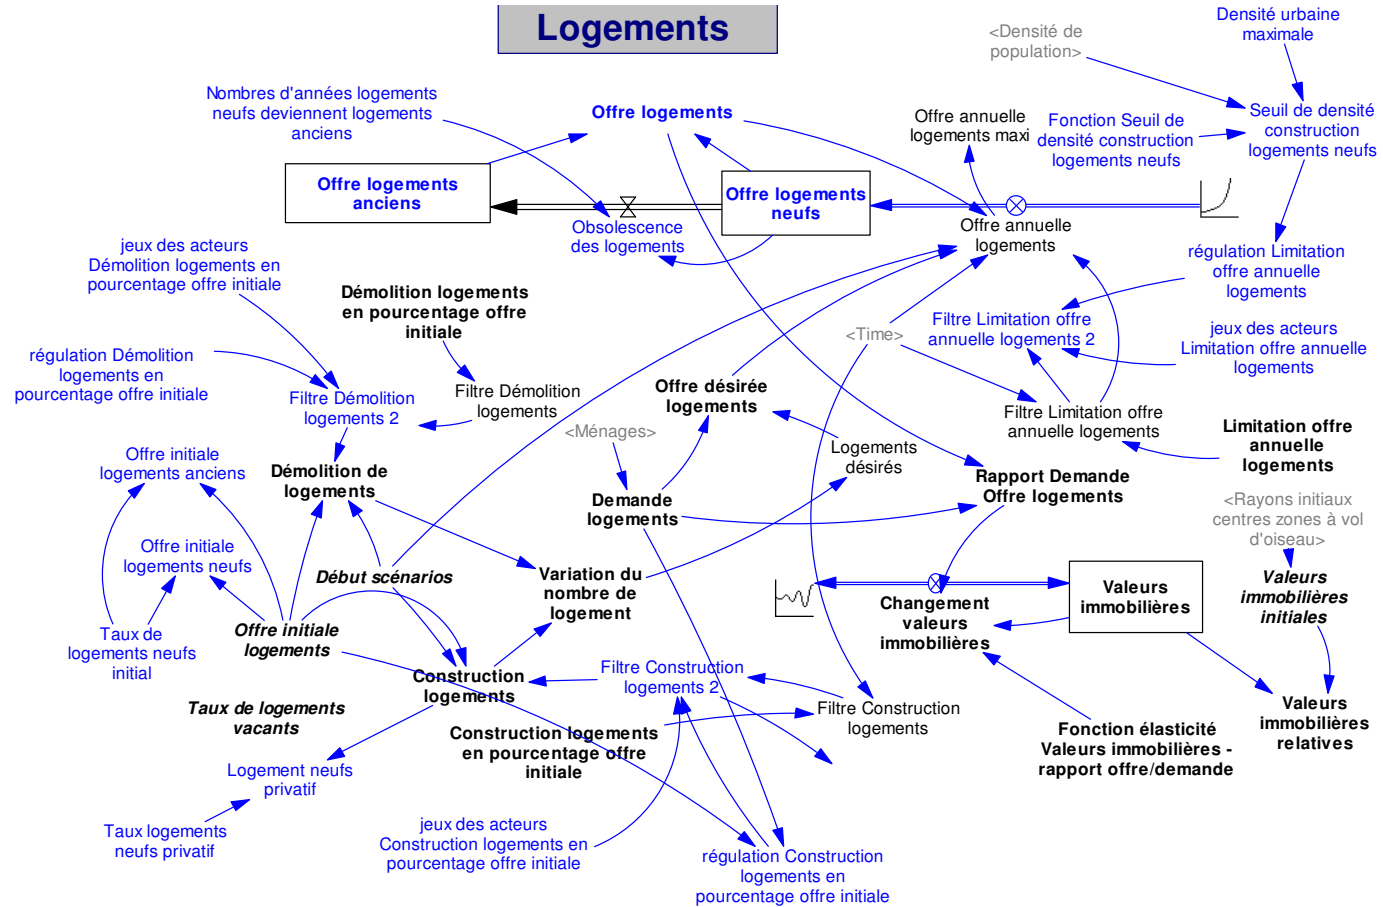 Logements
<Densité de
population>
Densité urbaine
maximale
Nombres d'années logements
neufs deviennent logements
anciens
Offre logements
Offre annuelle
logements maxi
Fonction Seuil de
densité construction
logements neufs
Seuil de densité
construction
logements neufs
Offre logements
anciens
Offre logements
neufs
Obsolescence
des logements
Offre annuelle
logements
jeux des acteurs
Démolition logements en
pourcentage offre initiale
régulation Limitation
offre annuelle
logements
Démolition logements
en pourcentage offre
initiale
<Time>
Filtre Limitation offre
annuelle logements 2
jeux des acteurs
Limitation offre annuelle
logements
régulation Démolition
logements en
pourcentage offre initiale
Filtre Démolition
logements 2
Filtre Démolition
logements
Offre désirée
logements
Filtre Limitation offre
annuelle logements
<Ménages>
Logements
désirés
Limitation offre
annuelle
logements
Offre initiale
logements anciens
Démolition de
logements
Rapport Demande
Offre logements
Demande
logements
<Rayons initiaux
centres zones à vol
d'oiseau>
Offre initiale
logements neufs
Début scénarios
Variation du
nombre de
logement
Valeurs
immobilières
Valeurs
immobilières
initiales
Changement
valeurs
immobilières
Taux de
logements neufs
initial
Offre initiale
logements
Construction
logements
Filtre Construction
logements 2
Taux de logements
vacants
Filtre Construction
logements
Valeurs
immobilières
relatives
Construction logements
en pourcentage offre
initiale
Fonction élasticité
Valeurs immobilières -
rapport offre/demande
Logement neufs
privatif
Taux logements
neufs privatif
jeux des acteurs
Construction logements en
pourcentage offre initiale
régulation Construction
logements en
pourcentage offre initiale